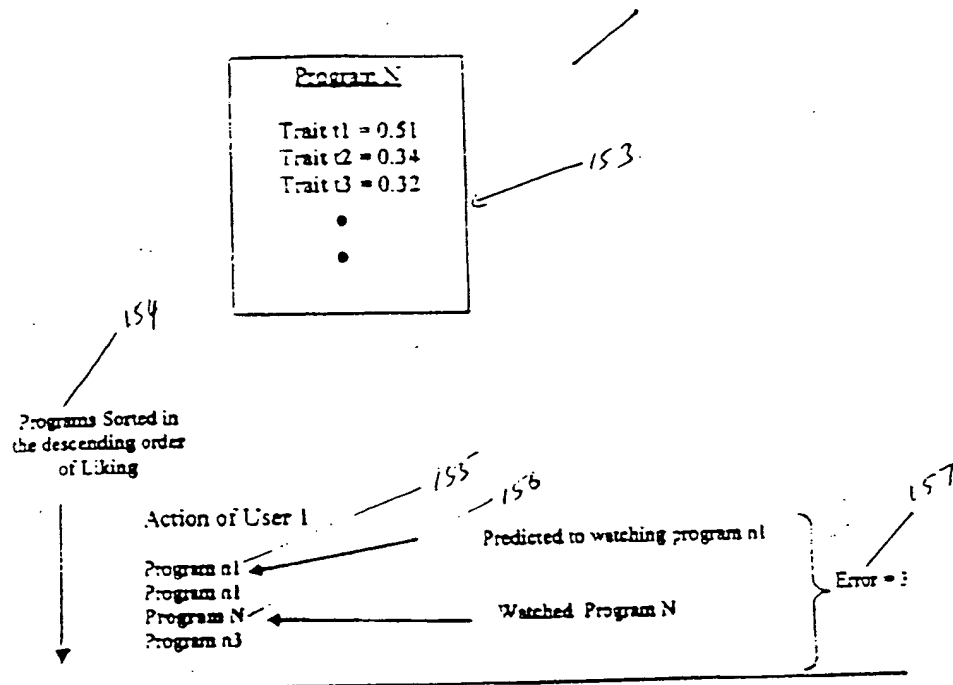 Program N
Trait t1 = 0.51
Trait t2 = 0.34
Trait t3 = 0.32
153
154
Programs Sorted in
the descending order
of Liking
155
156
157
Action of User 1
Predicted to watching program n1
Program n1
Program n1
Program N
Watched Program N
Program n3
Error = 3